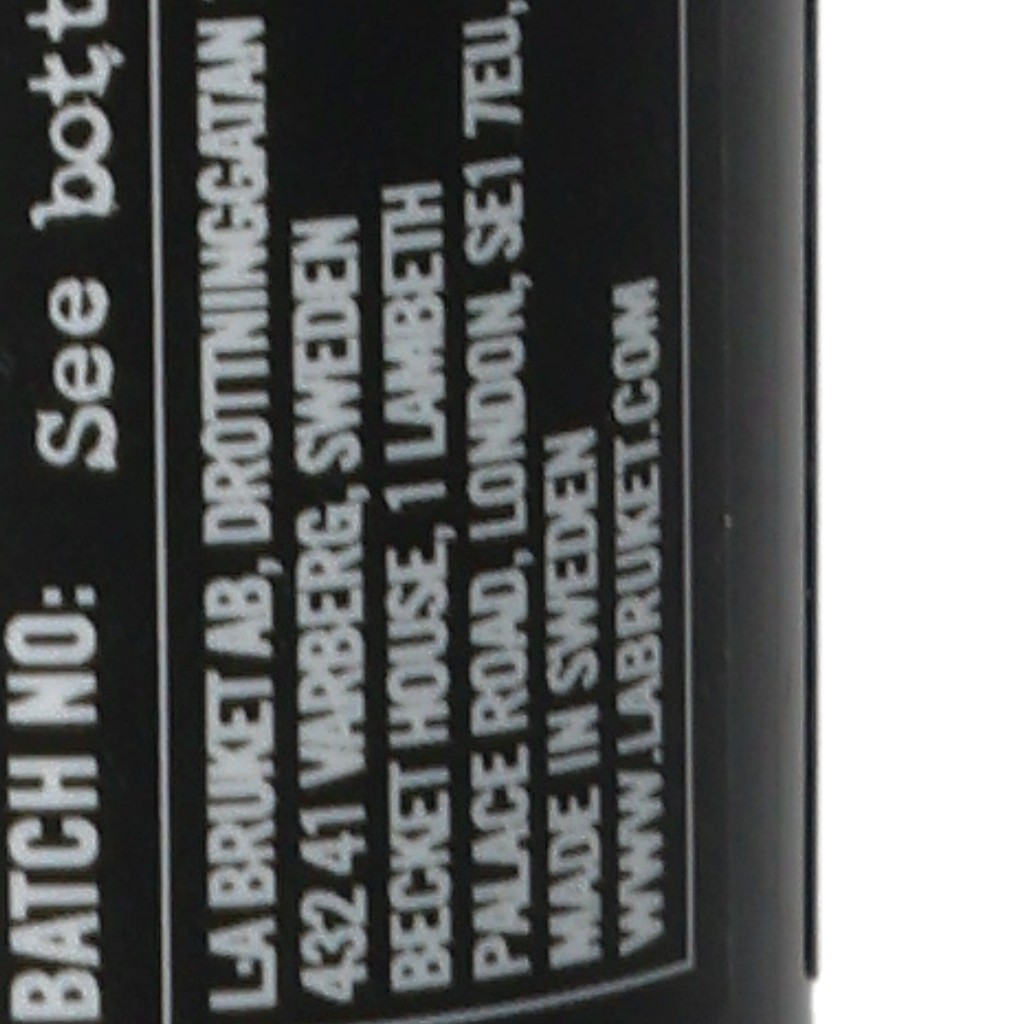 BATCH NO: See bott
L:A BRUKET AB, DROTTNINGGATAN
432 41 VARBERG, SWEDEN
BECKET HOUSE, 1 LAMBETH
PALACE ROAD, LONDON, SE1 7EU,
MADE IN SWEDEN
WWW.LABRUKET.COM